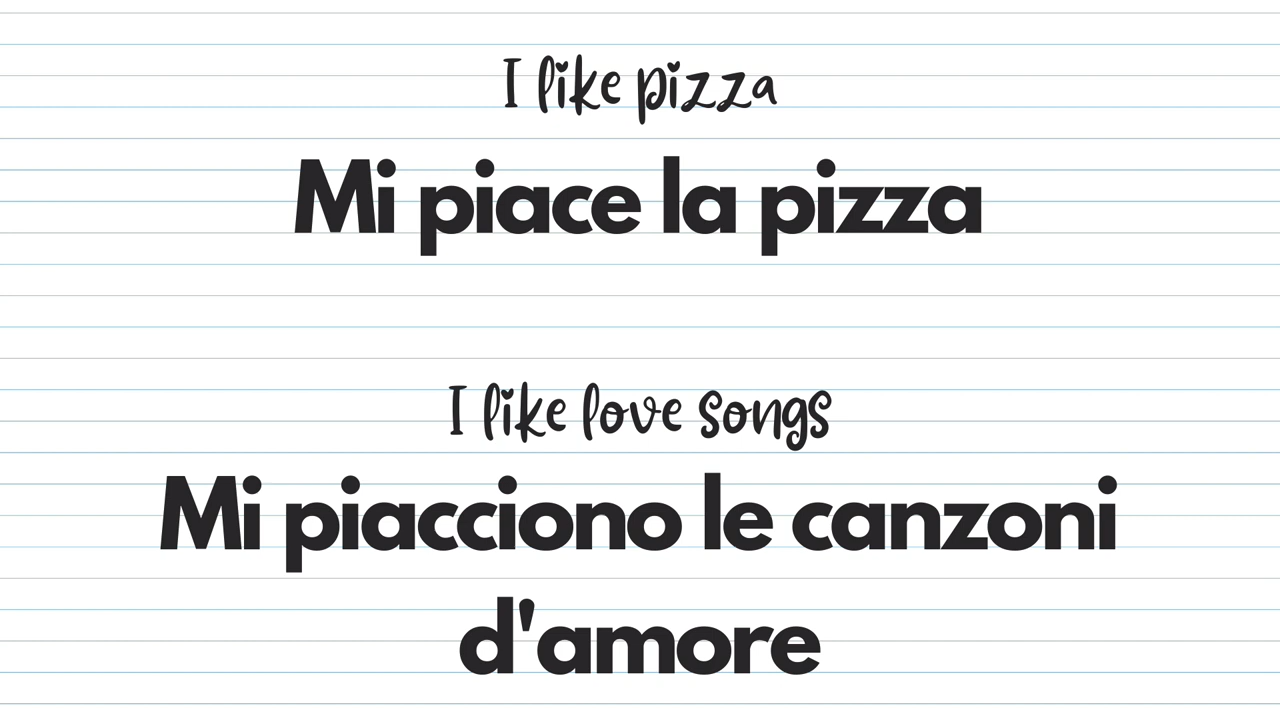 I like pizza
Mi piace la pizza
I like love songs
Mi piacciono le canzoni
d'amore